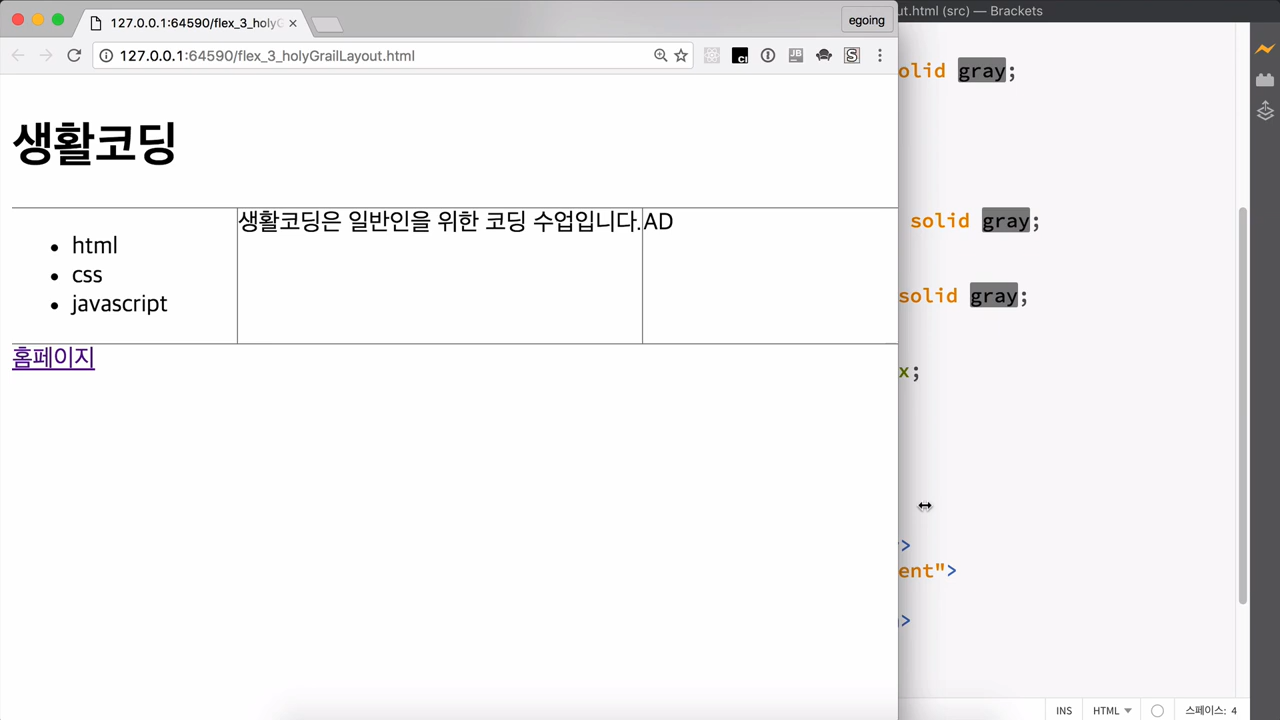 127.0.0.1:64590/flex_3_holyG
egoing
ut.html (src) — Brackets
127.0.0.1:64590/flex_3_holyGrailLayout.html
생활코딩
html
css
javascript
생활코딩은 일반인을 위한 코딩 수업입니다.
AD
홈페이지
olid gray;
solid gray;
solid gray;
x;
>
ent">
>
INS HTML 스페이스: 4